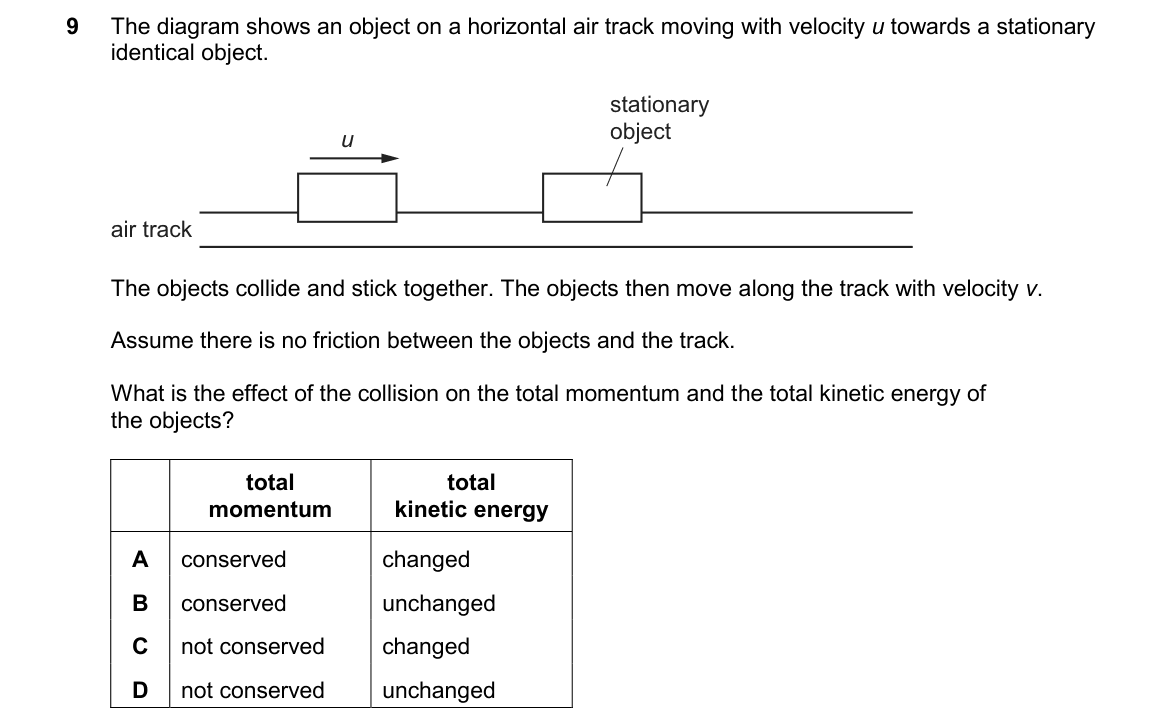 9 The diagram shows an object on a horizontal air track moving with velocity u towards a stationary
identical object.
stationary
object
u
air track
The objects collide and stick together. The objects then move along the track with velocity v.
Assume there is no friction between the objects and the track.
What is the effect of the collision on the total momentum and the total kinetic energy of
the objects?
total momentum total kinetic energy
A conserved changed
B conserved unchanged
C not conserved changed
D not conserved unchanged